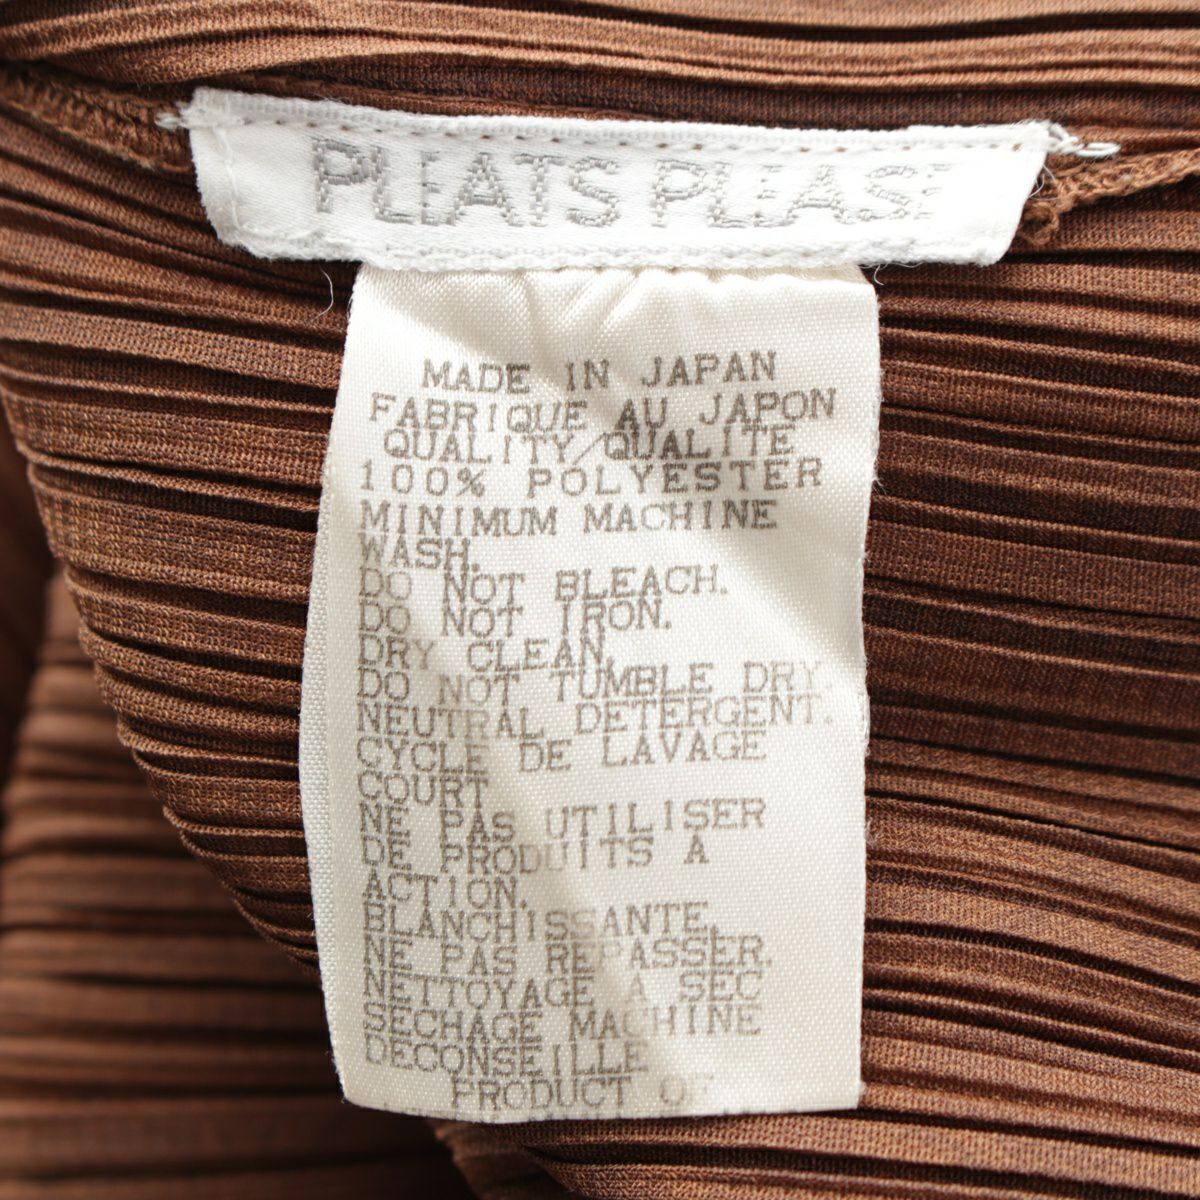 PLEATS PLEASE
MADE IN JAPAN
FABRIQUE AU JAPON
QUALITY/QUALITE
100% POLYESTER
MINIMUM MACHINE
WASH.
DO NOT BLEACH.
DO NOT IRON.
DRY CLEAN.
DO NOT TUMBLE DRY.
NEUTRAL DETERGENT.
CYCLE DE LAVAGE
COURT
NE PAS UTILISER
DE PRODUITS A
ACTION.
BLANCHISSANTE.
NE PAS REPASSER.
NETTOYAGE A SEC
SECHAGE MACHINE
DECONSEILLE
PRODUCT OF